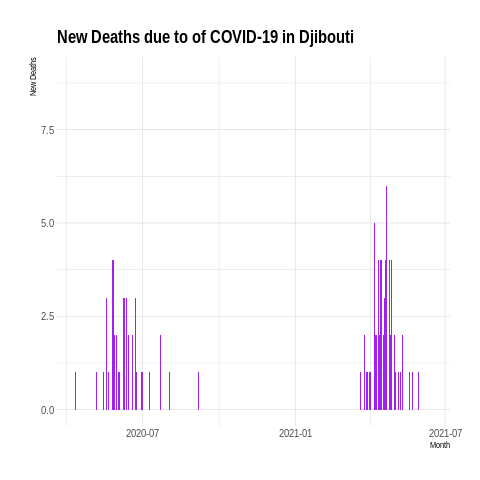 New Deaths due to of COVID-19 in Djibouti
New Deaths
7.5
5.0
2.5
0.0
2020-07
2021-01
2021-07
Month